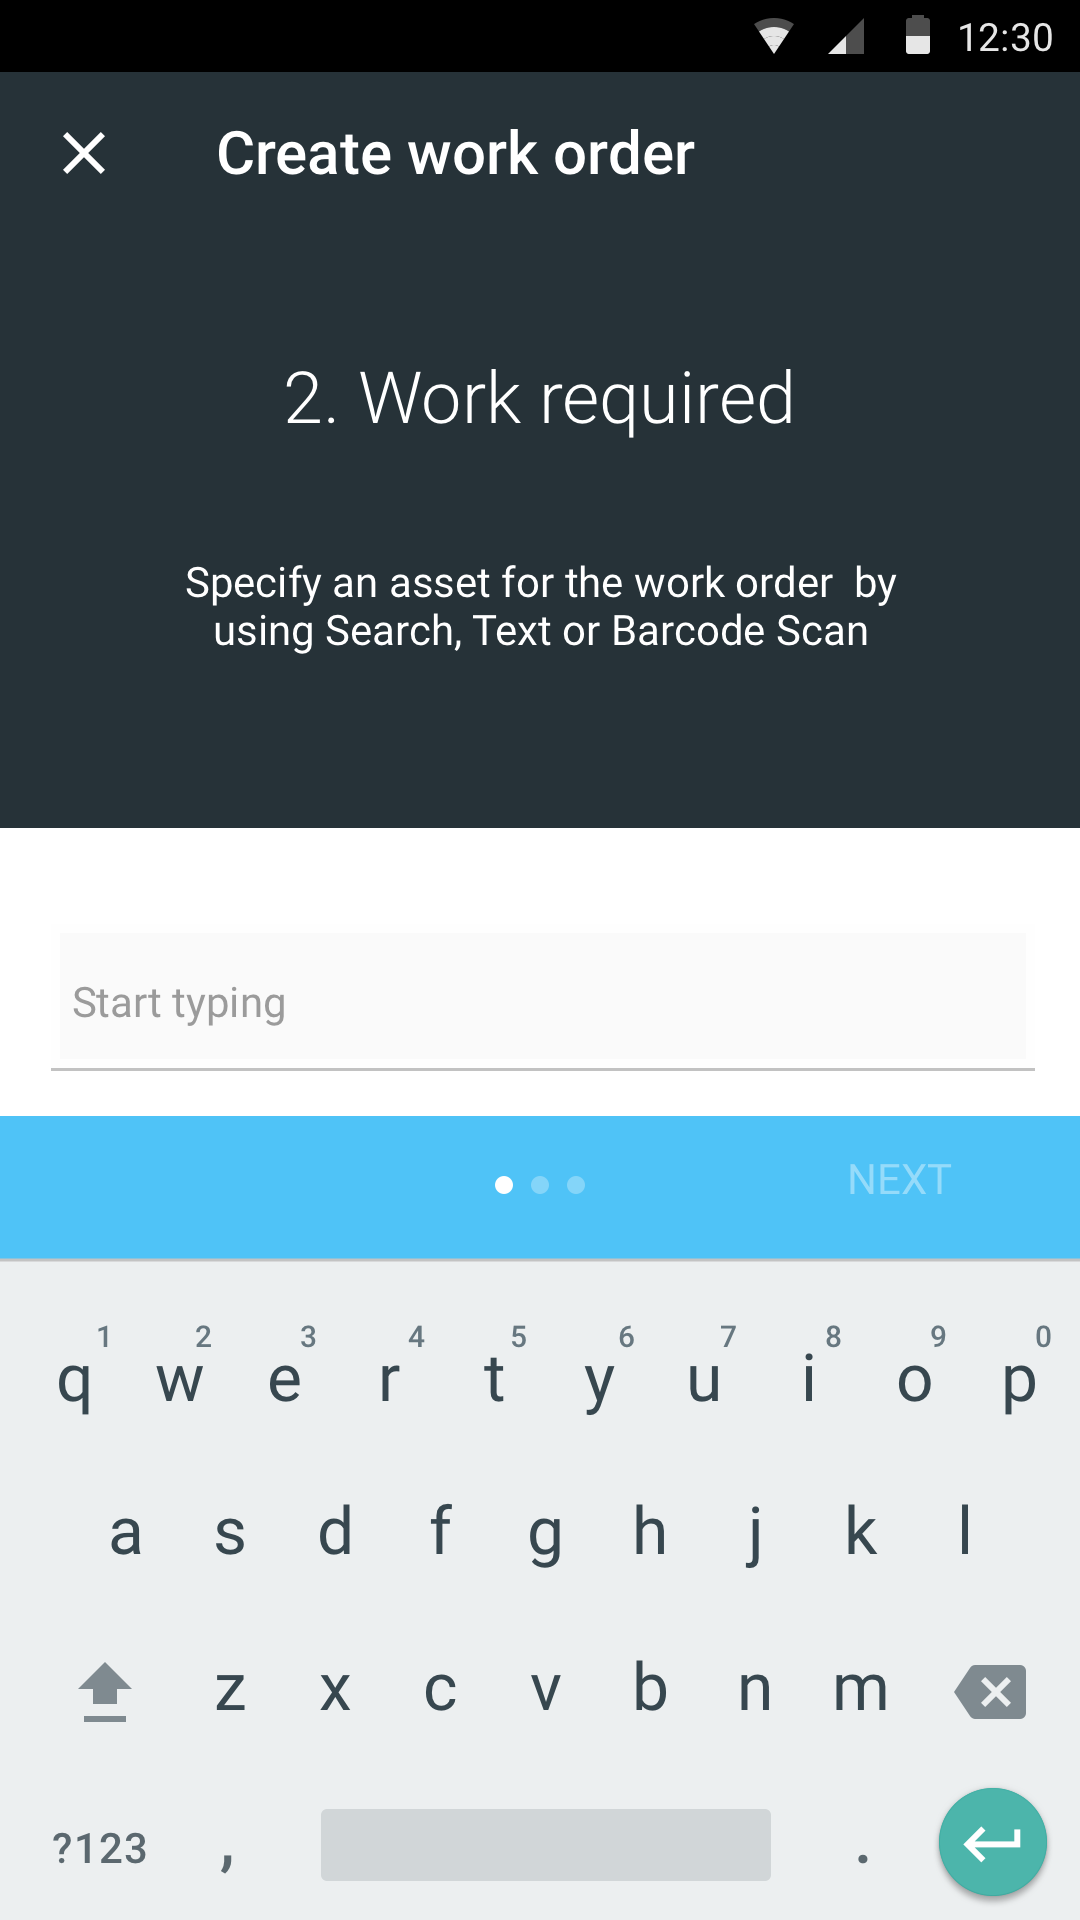 12:30
Create work order
2. Work required
Specify an asset for the work order  by
using Search, Text or Barcode Scan
Start typing
NEXT
1 2 3 4 5 6 7 8 9 0
q w e r t y u i o p
a s d f g h j k l
z x c v b n m
?123 , .